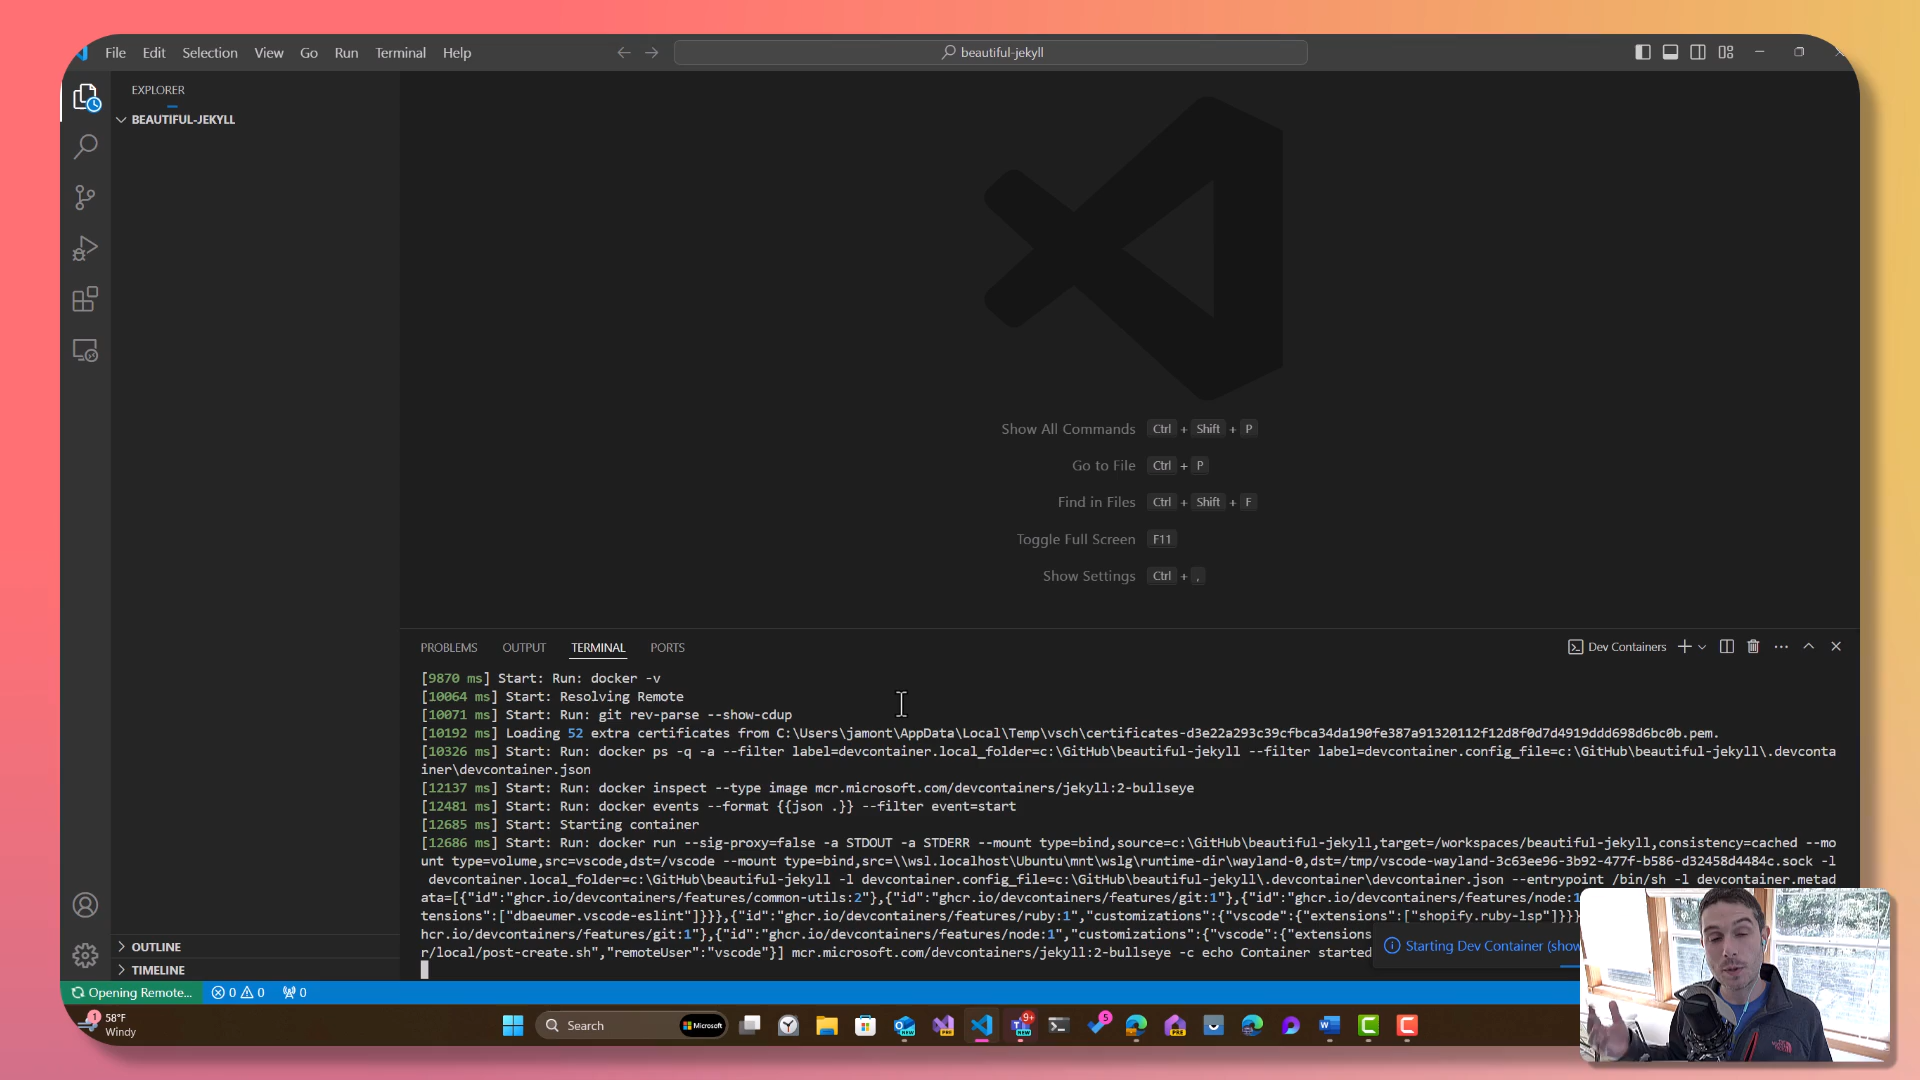 File Edit Selection View Go Run Terminal Help
beautiful-jekyll
EXPLORER
BEAUTIFUL-JEKYLL
Show All Commands Ctrl + Shift + P
Go to File Ctrl + P
Find in Files Ctrl + Shift + F
Toggle Full Screen F11
Show Settings Ctrl + ,
PROBLEMS OUTPUT TERMINAL PORTS
Dev Containers
[9870 ms] Start: Run: docker -v
[10064 ms] Start: Resolving Remote
[10071 ms] Start: Run: git rev-parse --show-cdup
[10192 ms] Loading 52 extra certificates from C:\Users\jamont\AppData\Local\Temp\vsch\certificates-d3e22a293c39cfbca34da190fe387a91320112f12d8f0d7d4919ddd698d6bc0b.pem.
[10326 ms] Start: Run: docker ps -q -a --filter label=devcontainer.local_folder=c:\GitHub\beautiful-jekyll --filter label=devcontainer.config_file=c:\GitHub\beautiful-jekyll\.devconta
iner\devcontainer.json
[12137 ms] Start: Run: docker inspect --type image mcr.microsoft.com/devcontainers/jekyll:2-bullseye
[12481 ms] Start: Run: docker events --format {{json .}} --filter event=start
[12685 ms] Start: Starting container
[12686 ms] Start: Run: docker run --sig-proxy=false -a STDOUT -a STDERR --mount type=bind,source=c:\GitHub\beautiful-jekyll,target=/workspaces/beautiful-jekyll,consistency=cached --mo
unt type=volume,src=vscode,dst=/vscode --mount type=bind,src=\\wsl.localhost\Ubuntu\mnt\wslg\runtime-dir\wayland-0,dst=/tmp/vscode-wayland-3c63ee96-3b92-477f-b586-d32458d4484c.sock -l
devcontainer.local_folder=c:\GitHub\beautiful-jekyll -l devcontainer.config_file=c:\GitHub\beautiful-jekyll\.devcontainer\devcontainer.json --entrypoint /bin/sh -l devcontainer.metad
ata=[{"id":"ghcr.io/devcontainers/features/common-utils:2"},{"id":"ghcr.io/devcontainers/features/git:1"},{"id":"ghcr.io/devcontainers/features/node:1
tensions":["dbaeumer.vscode-eslint"]}}},{"id":"ghcr.io/devcontainers/features/ruby:1","customizations":{"vscode":{"extensions":["shopify.ruby-lsp"]}}}
hcr.io/devcontainers/features/git:1"},{"id":"ghcr.io/devcontainers/features/node:1","customizations":{"vscode":{"extensions
r/local/post-create.sh","remoteUser":"vscode"}] mcr.microsoft.com/devcontainers/jekyll:2-bullseye -c echo Container started
Starting Dev Container (show
OUTLINE
TIMELINE
Opening Remote... 0 0 0
1
58°F
Windy
Search
Microsoft
NEW
PRE
9+
NEW
5
PRE